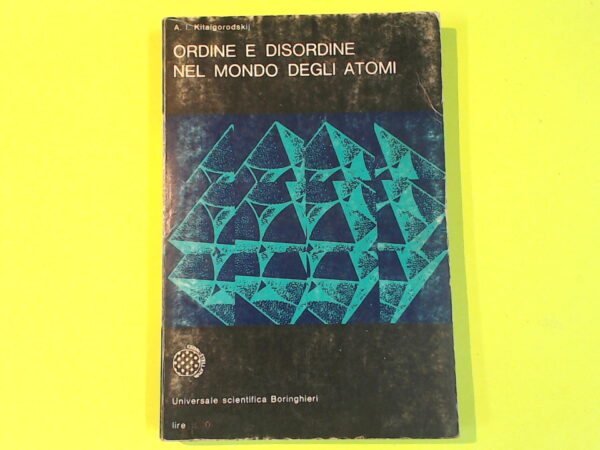 A. I. Kitaigorodskij
ORDINE E DISORDINE
NEL MONDO DEGLI ATOMI
Universale scientifica Boringhieri
lire